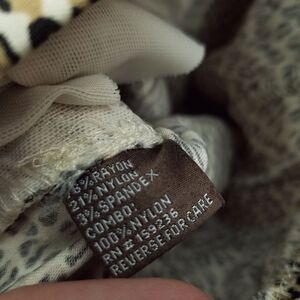 6% RAYON
21% NYLON
3% SPANDEX
COMBO:
100% NYLON
RN # 159236
REVERSE FOR CARE